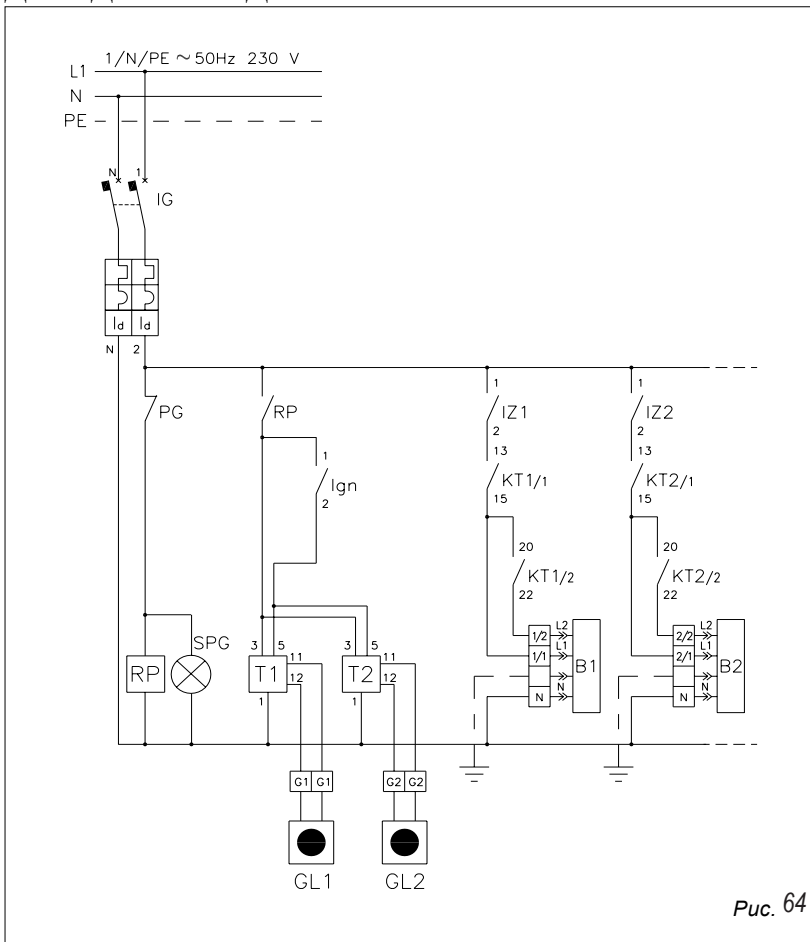 1/N/PE ~ 50Hz 230 V
L1
N
PE
N 1
IG
Id Id
N 2
PG RP 1 IZ1 2 1 IZ2 2
1 Ign 2
13 KT1/1 15 13 KT2/1 15
20 KT1/2 22 20 KT2/2 22
RP SPG
3 5 T1 11 12 1
3 5 T2 11 12 1
1/2 L2
1/1 L1
N N
B1
2/2 L2
2/1 L1
N N
B2
G1 G1 G2 G2
GL1 GL2
Рис. 64